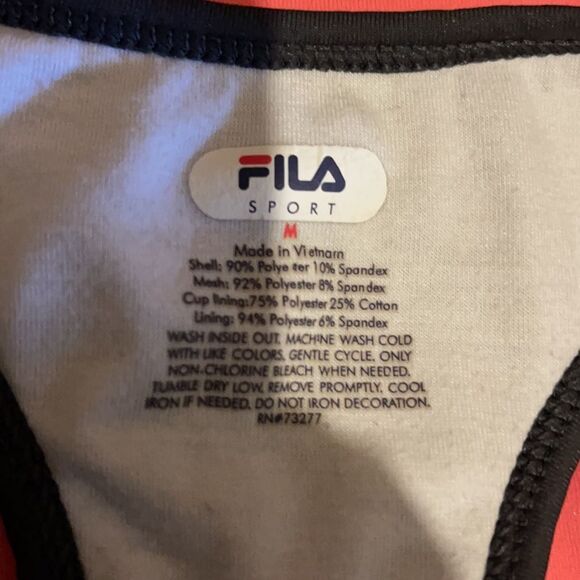 FILA
SPORT
M
Made in Vietnam
Shell: 90% Polye ter 10% Spandex
Mesh: 92% Polyester 8% Spandex
Cup lining:75% Polyester 25% Cotton
Lining: 94% Polyester 6% Spandex
WASH INSIDE OUT. MACHINE WASH COLD
WITH LIKE COLORS, GENTLE CYCLE. ONLY
NON-CHLORINE BLEACH WHEN NEEDED.
TUMBLE DRY LOW. REMOVE PROMPTLY. COOL
IRON IF NEEDED. DO NOT IRON DECORATION.
RN#73277